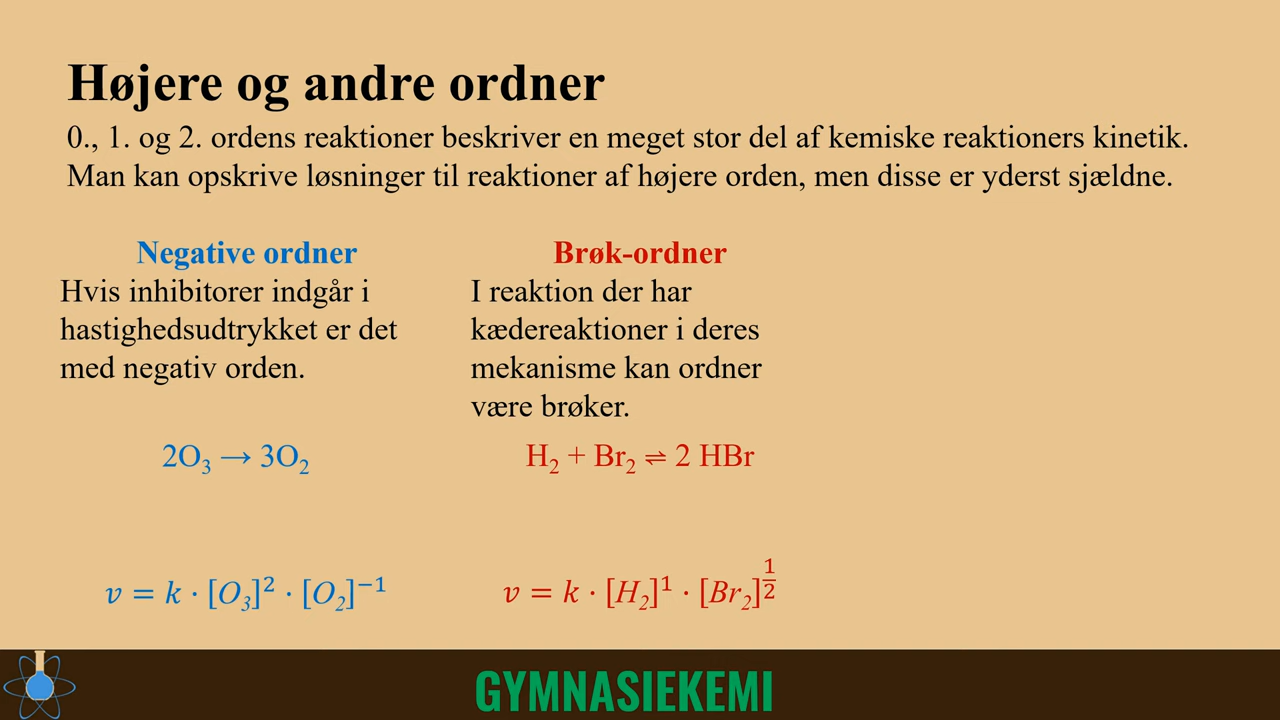 Højere og andre ordner
0., 1. og 2. ordens reaktioner beskriver en meget stor del af kemiske reaktioners kinetik.
Man kan opskrive løsninger til reaktioner af højere orden, men disse er yderst sjældne.
Negative ordner
Hvis inhibitorer indgår i
hastighedsudtrykket er det
med negativ orden.
2O₃ → 3O₂
v = k · [O₃]² · [O₂]⁻¹
Brøk-ordner
I reaktion der har
kædereaktioner i deres
mekanisme kan ordner
være brøker.
H₂ + Br₂ ⇌ 2 HBr
v = k · [H₂]¹ · [Br₂]^(1/2)
GYMNASIEKEMI